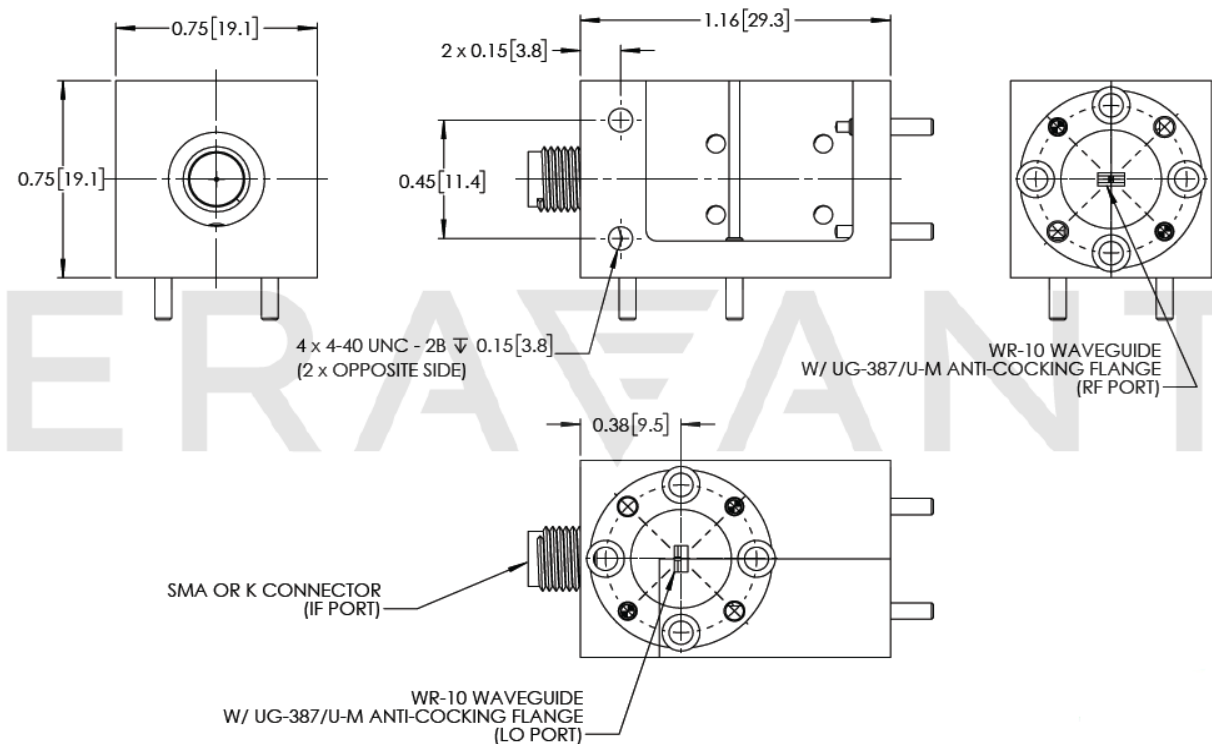 0.75[19.1]
1.16[29.3]
2 x 0.15[3.8]
0.75[19.1]
0.45[11.4]
4 x 4-40 UNC - 2B ↧ 0.15[3.8]
(2 x OPPOSITE SIDE)
WR-10 WAVEGUIDE
W/ UG-387/U-M ANTI-COCKING FLANGE
(RF PORT)
ERAVANT
0.38[9.5]
SMA OR K CONNECTOR
(IF PORT)
WR-10 WAVEGUIDE
W/ UG-387/U-M ANTI-COCKING FLANGE
(LO PORT)